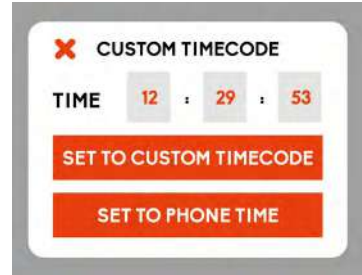 CUSTOM TIMECODE
TIME 12 : 29 : 53
SET TO CUSTOM TIMECODE
SET TO PHONE TIME